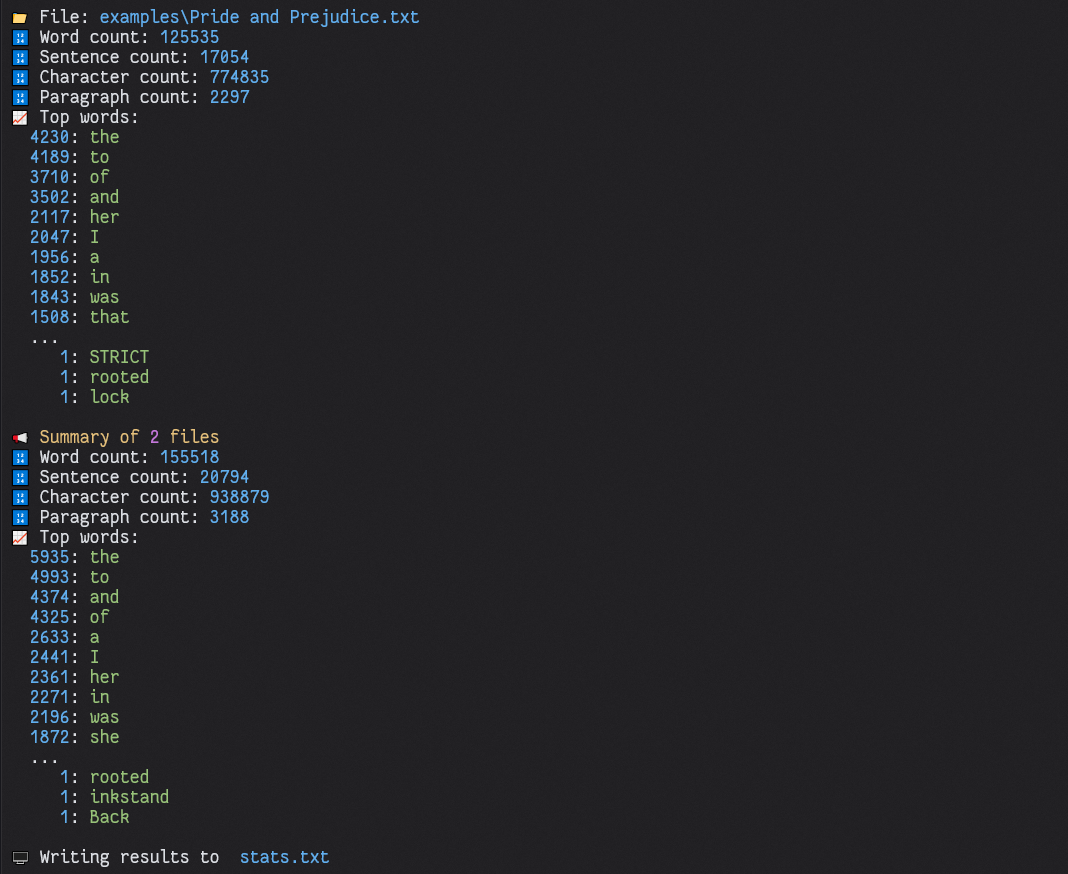 File: examples\Pride and Prejudice.txt
Word count: 125535
Sentence count: 17054
Character count: 774835
Paragraph count: 2297
Top words:
4230: the
4189: to
3710: of
3502: and
2117: her
2047: I
1956: a
1852: in
1843: was
1508: that
...
1: STRICT
1: rooted
1: lock
Summary of 2 files
Word count: 155518
Sentence count: 20794
Character count: 938879
Paragraph count: 3188
Top words:
5935: the
4993: to
4374: and
4325: of
2633: a
2441: I
2361: her
2271: in
2196: was
1872: she
...
1: rooted
1: inkstand
1: Back
Writing results to  stats.txt